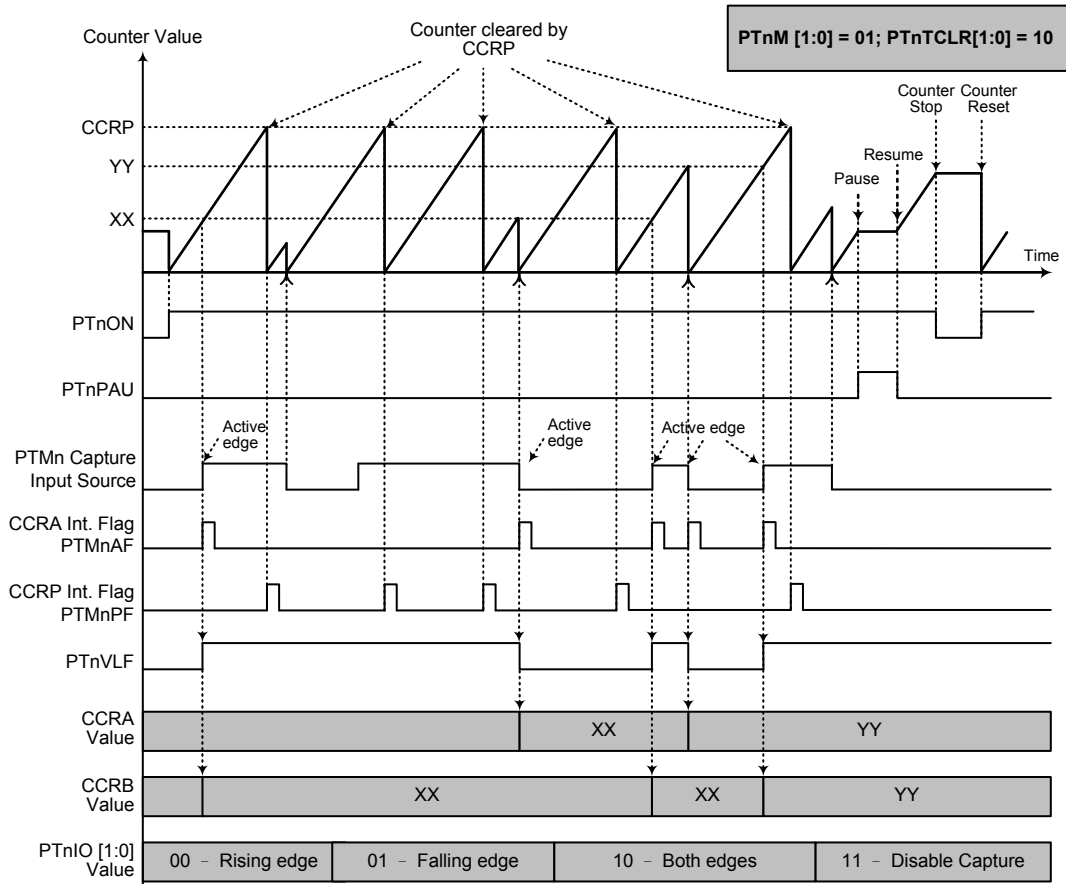 PTnM [1:0] = 01; PTnTCLR[1:0] = 10
Counter Value
Counter cleared by
CCRP
Counter
Stop
Counter
Reset
CCRP
YY
XX
Pause
Resume
Time
PTnON
PTnPAU
Active
edge
Active
edge
Active edge
PTMn Capture
Input Source
CCRA Int. Flag
PTMnAF
CCRP Int. Flag
PTMnPF
PTnVLF
CCRA
Value
XX
YY
CCRB
Value
XX
XX
YY
PTnIO [1:0]
Value
00 – Rising edge
01 – Falling edge
10 – Both edges
11 – Disable Capture